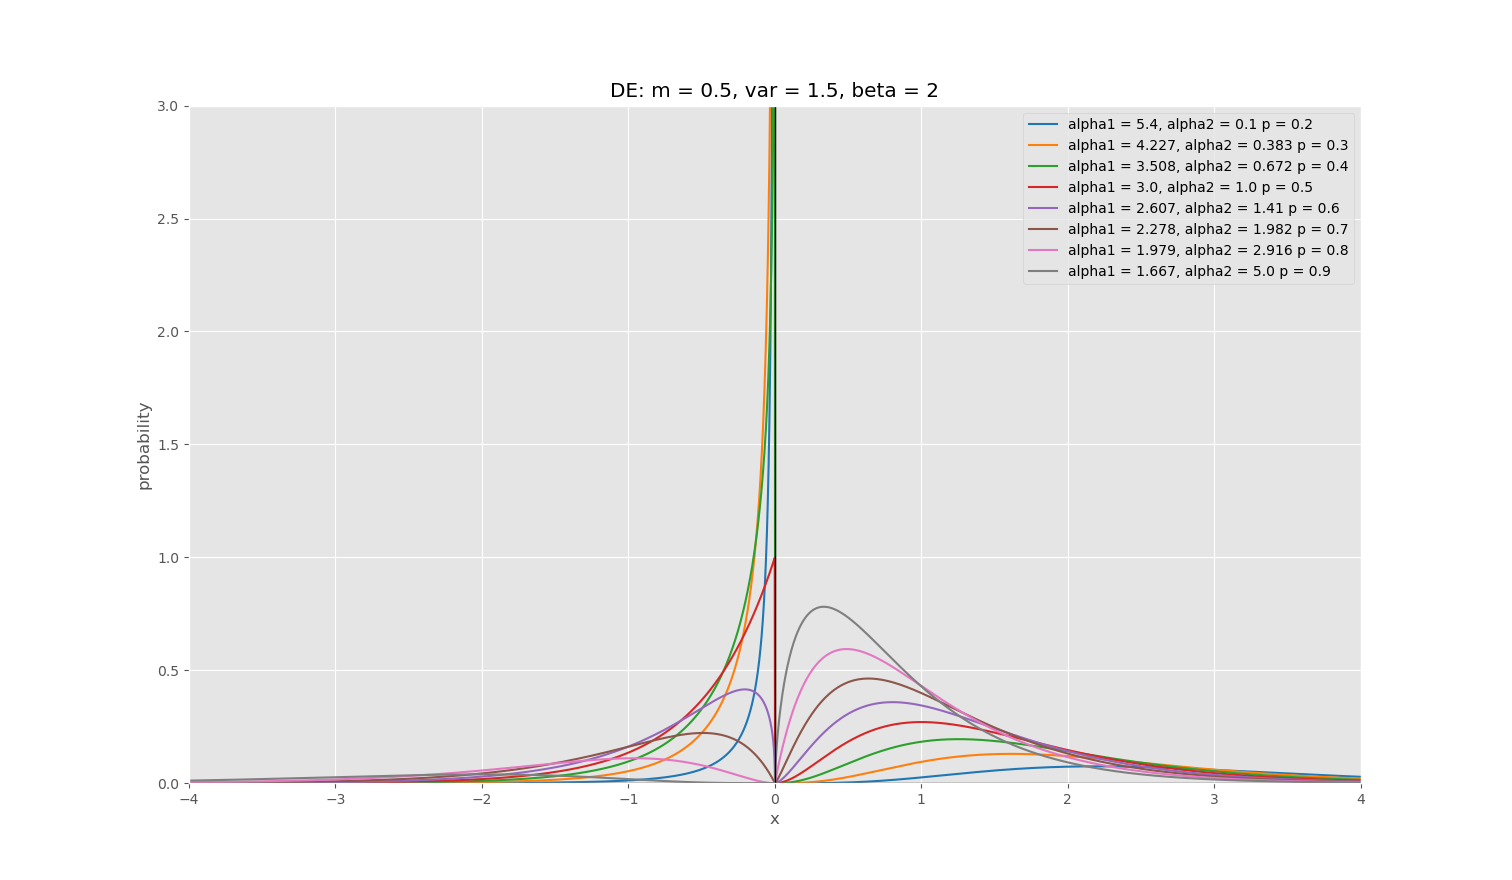 DE: m = 0.5, var = 1.5, beta = 2
3.0
2.5
2.0
1.5
1.0
0.5
0.0
probability
alpha1 = 5.4, alpha2 = 0.1 p = 0.2
alpha1 = 4.227, alpha2 = 0.383 p = 0.3
alpha1 = 3.508, alpha2 = 0.672 p = 0.4
alpha1 = 3.0, alpha2 = 1.0 p = 0.5
alpha1 = 2.607, alpha2 = 1.41 p = 0.6
alpha1 = 2.278, alpha2 = 1.982 p = 0.7
alpha1 = 1.979, alpha2 = 2.916 p = 0.8
alpha1 = 1.667, alpha2 = 5.0 p = 0.9
−4 −3 −2 −1 0 1 2 3 4
x